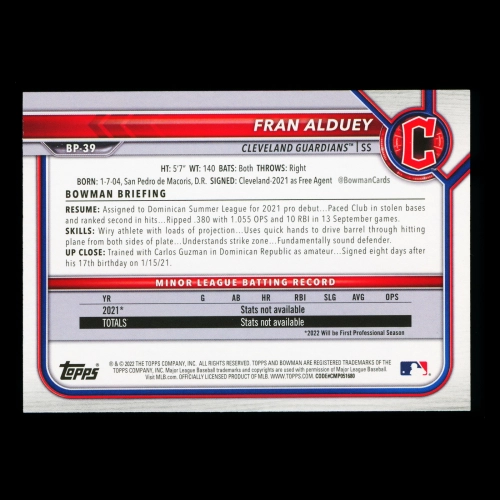 FRAN ALDUEY
BP-39
CLEVELAND GUARDIANS™ | SS
C
HT: 5'7" WT: 140 BATS: Both THROWS: Right
BORN: 1-7-04, San Pedro de Macoris, D.R. SIGNED: Cleveland-2021 as Free Agent @BowmanCards
BOWMAN BRIEFING
RESUME: Assigned to Dominican Summer League for 2021 pro debut...Paced Club in stolen bases
and ranked second in hits...Ripped .380 with 1.055 OPS and 10 RBI in 13 September games.
SKILLS: Wiry athlete with loads of projection...Uses quick hands to drive barrel through hitting
plane from both sides of plate...Understands strike zone...Fundamentally sound defender.
UP CLOSE: Trained with Carlos Guzman in Dominican Republic as amateur...Signed eight days after
his 17th birthday on 1/15/21.
MINOR LEAGUE BATTING RECORD
YR G AB HR RBI SLG AVG OPS
2021* Stats not available
TOTALS Stats not available
*2022 Will be First Professional Season
TOPPS
® & © 2022 THE TOPPS COMPANY, INC. ALL RIGHTS RESERVED. TOPPS AND BOWMAN ARE REGISTERED TRADEMARKS OF THE
TOPPS COMPANY, INC. Major League Baseball trademarks and copyrights are used with permission of Major League Baseball.
Visit MLB.com. OFFICIALLY LICENSED PRODUCT OF MLB. WWW.TOPPS.COM. CODE#CMP051680